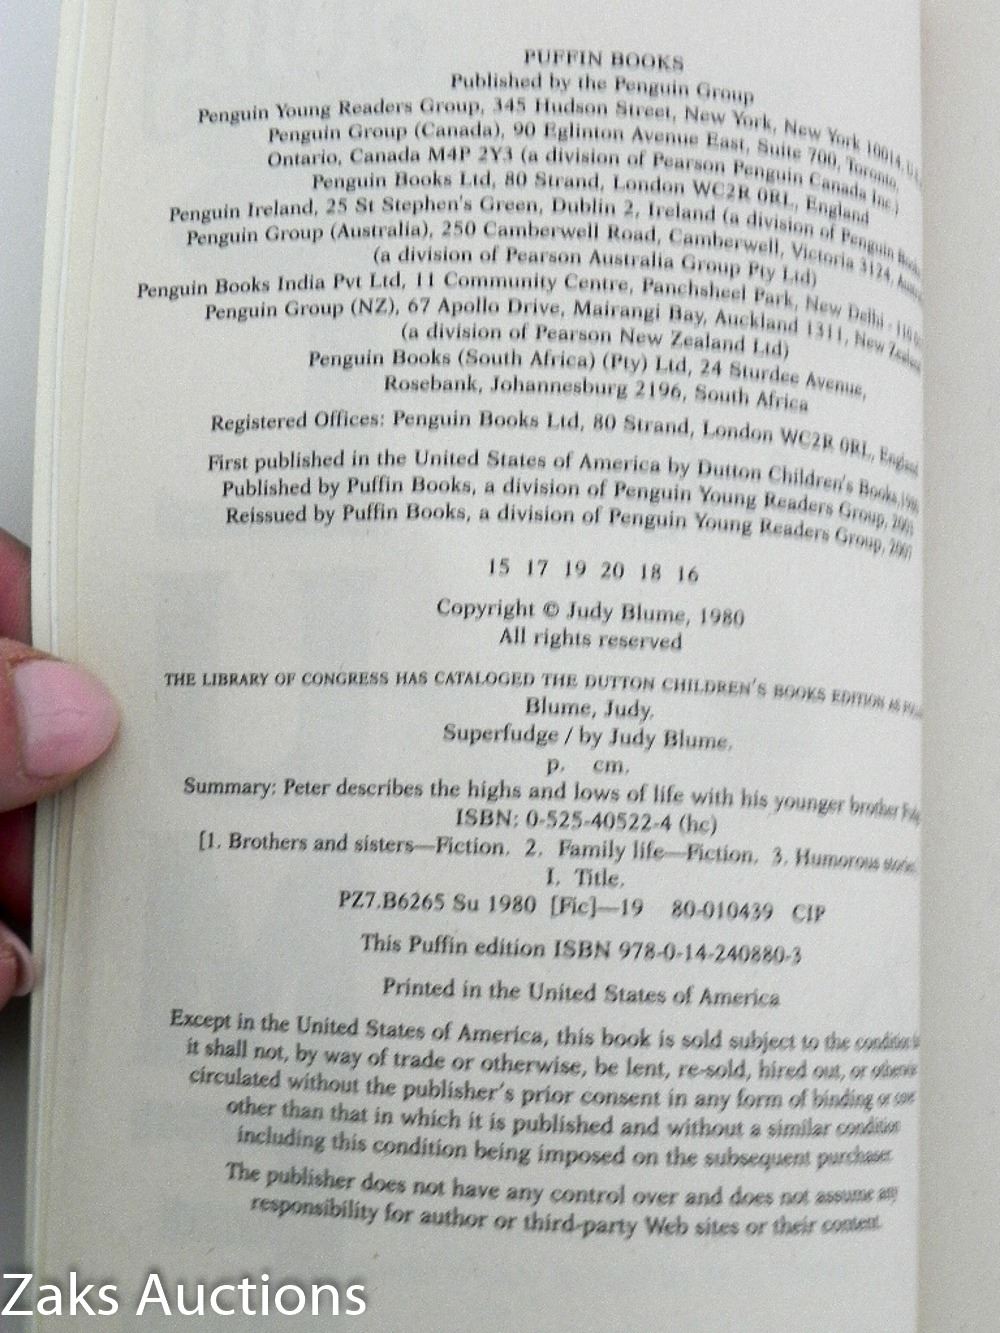 PUFFIN BOOKS
Published by the Penguin Group
Penguin Young Readers Group, 345 Hudson Street, New York, New York 10014,
Penguin Group (Canada), 90 Eglinton Avenue East, Suite 700, Toronto,
Ontario, Canada M4P 2Y3 (a division of Pearson Penguin Canada Inc.)
Penguin Books Ltd, 80 Strand, London WC2R 0RL, England
Penguin Ireland, 25 St Stephen's Green, Dublin 2, Ireland (a division of Penguin Books
Penguin Group (Australia), 250 Camberwell Road, Camberwell, Victoria 3124,
(a division of Pearson Australia Group Pty Ltd)
Penguin Books India Pvt Ltd, 11 Community Centre, Panchsheel Park, New Delhi -
Penguin Group (NZ), 67 Apollo Drive, Mairangi Bay, Auckland 1311, New Zealand
(a division of Pearson New Zealand Ltd)
Penguin Books (South Africa) (Pty) Ltd, 24 Sturdee Avenue,
Rosebank, Johannesburg 2196, South Africa
Registered Offices: Penguin Books Ltd, 80 Strand, London WC2R 0RL, England
First published in the United States of America by Dutton Children's Books,
Published by Puffin Books, a division of Penguin Young Readers Group,
Reissued by Puffin Books, a division of Penguin Young Readers Group,
15 17 19 20 18 16
Copyright © Judy Blume, 1980
All rights reserved
THE LIBRARY OF CONGRESS HAS CATALOGED THE DUTTON CHILDREN'S BOOKS EDITION AS
Blume, Judy.
Superfudge / by Judy Blume.
p. cm.
Summary: Peter describes the highs and lows of life with his younger brother
ISBN: 0-525-40522-4 (hc)
[1. Brothers and sisters—Fiction. 2. Family life—Fiction. 3. Humorous
I. Title.
PZ7.B6265 Su 1980 [Fic]—19 80-010439 CIP
This Puffin edition ISBN 978-0-14-240880-3
Printed in the United States of America
Except in the United States of America, this book is sold subject to the condition
it shall not, by way of trade or otherwise, be lent, re-sold, hired out, or
circulated without the publisher's prior consent in any form of binding or
other than that in which it is published and without a similar condition
including this condition being imposed on the subsequent purchaser.
The publisher does not have any control over and does not assume any
responsibility for author or third-party Web sites or their content.
Zaks Auctions